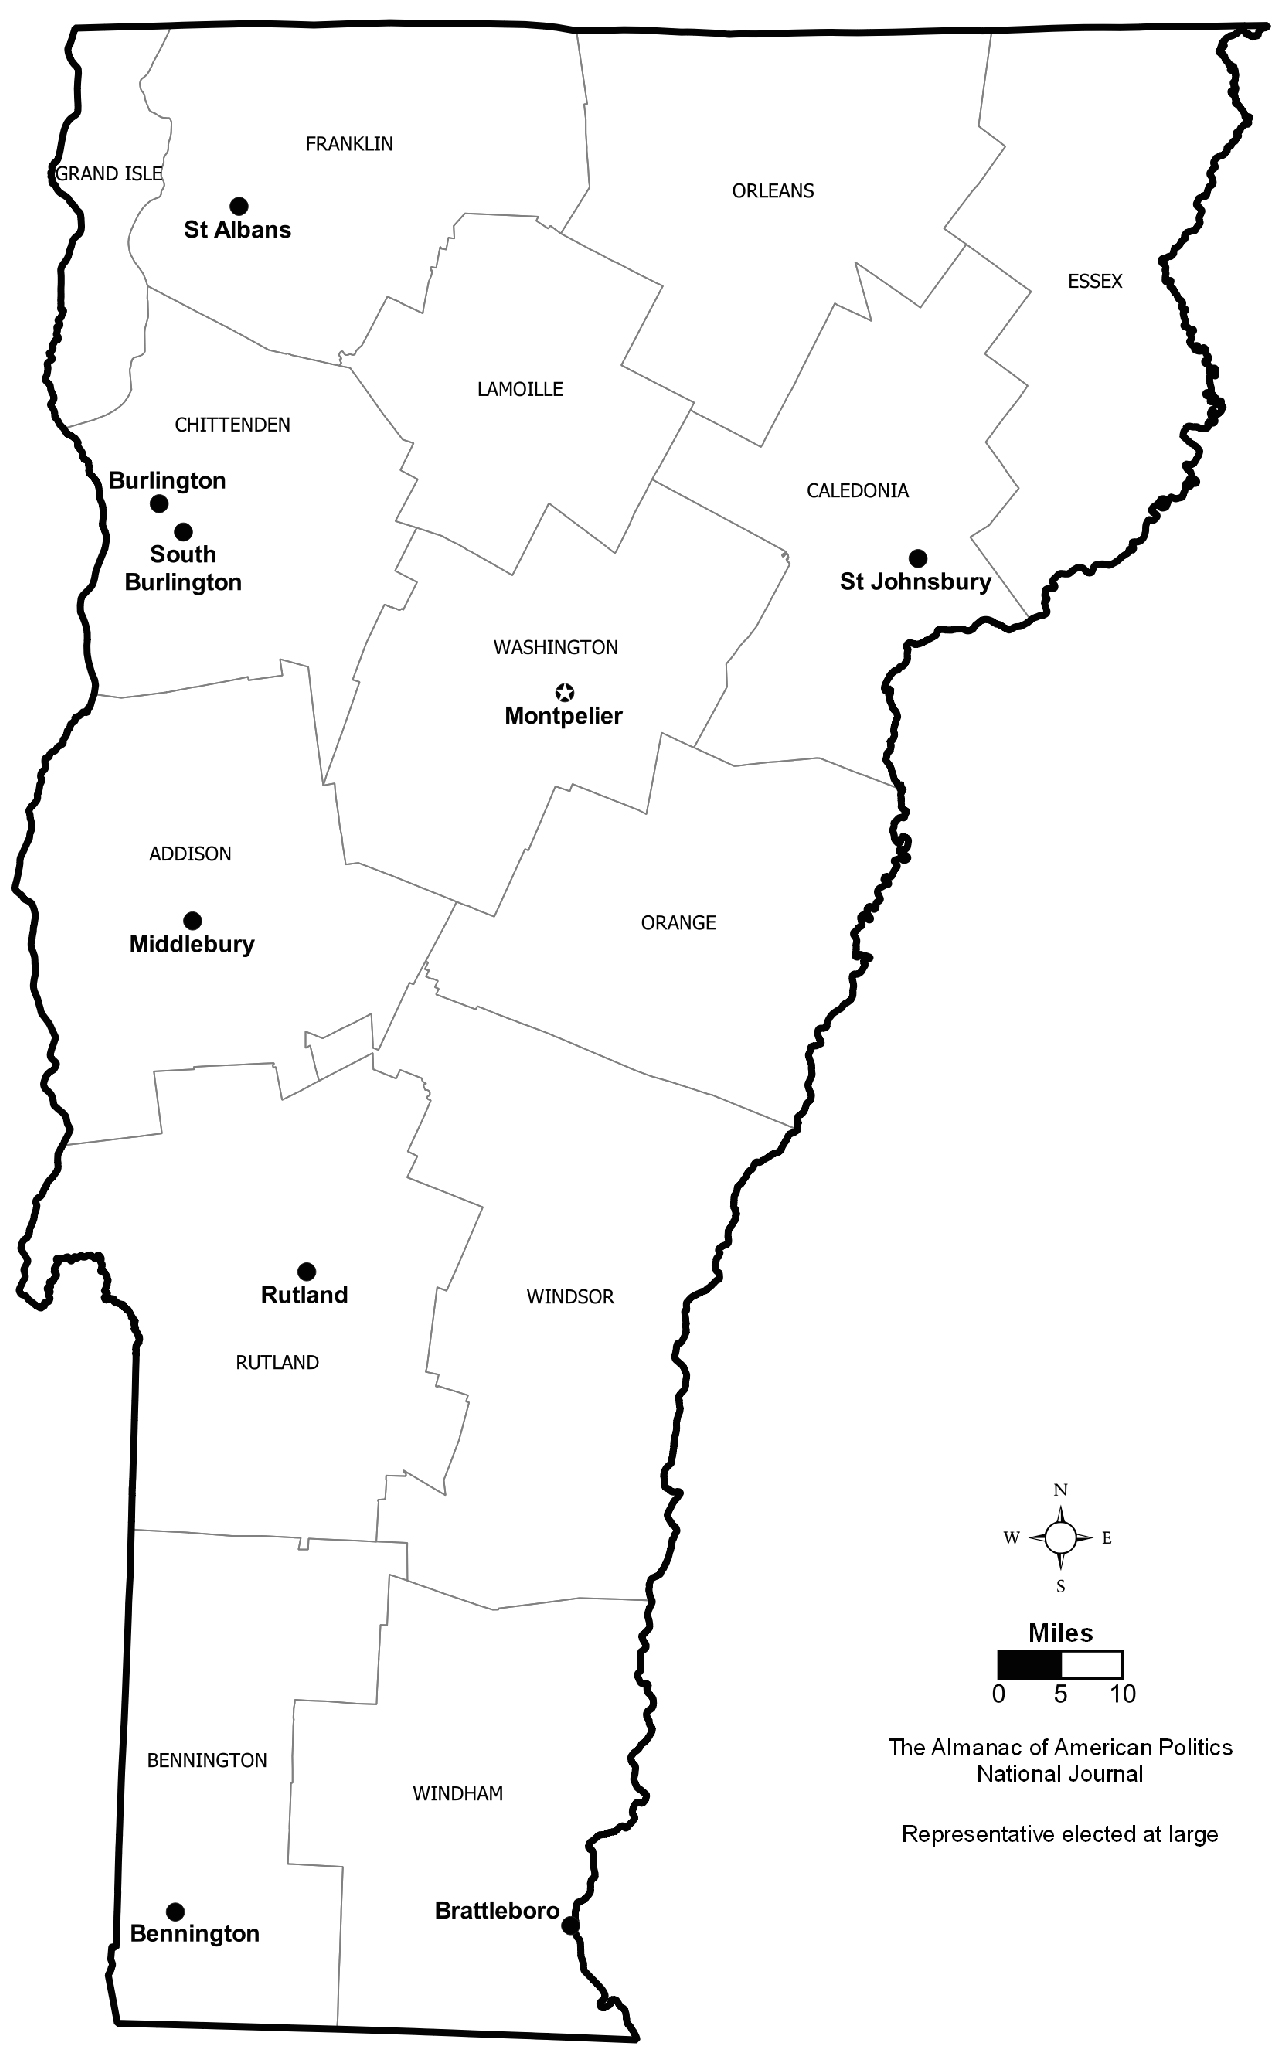 FRANKLIN
GRAND ISLE
ORLEANS
St Albans
ESSEX
LAMOILLE
CHITTENDEN
Burlington
CALEDONIA
South
Burlington
St Johnsbury
WASHINGTON
Montpelier
ADDISON
ORANGE
Middlebury
Rutland
WINDSOR
RUTLAND
N
W E
S
Miles
0 5 10
The Almanac of American Politics
National Journal
BENNINGTON
WINDHAM
Representative elected at large
Brattleboro
Bennington